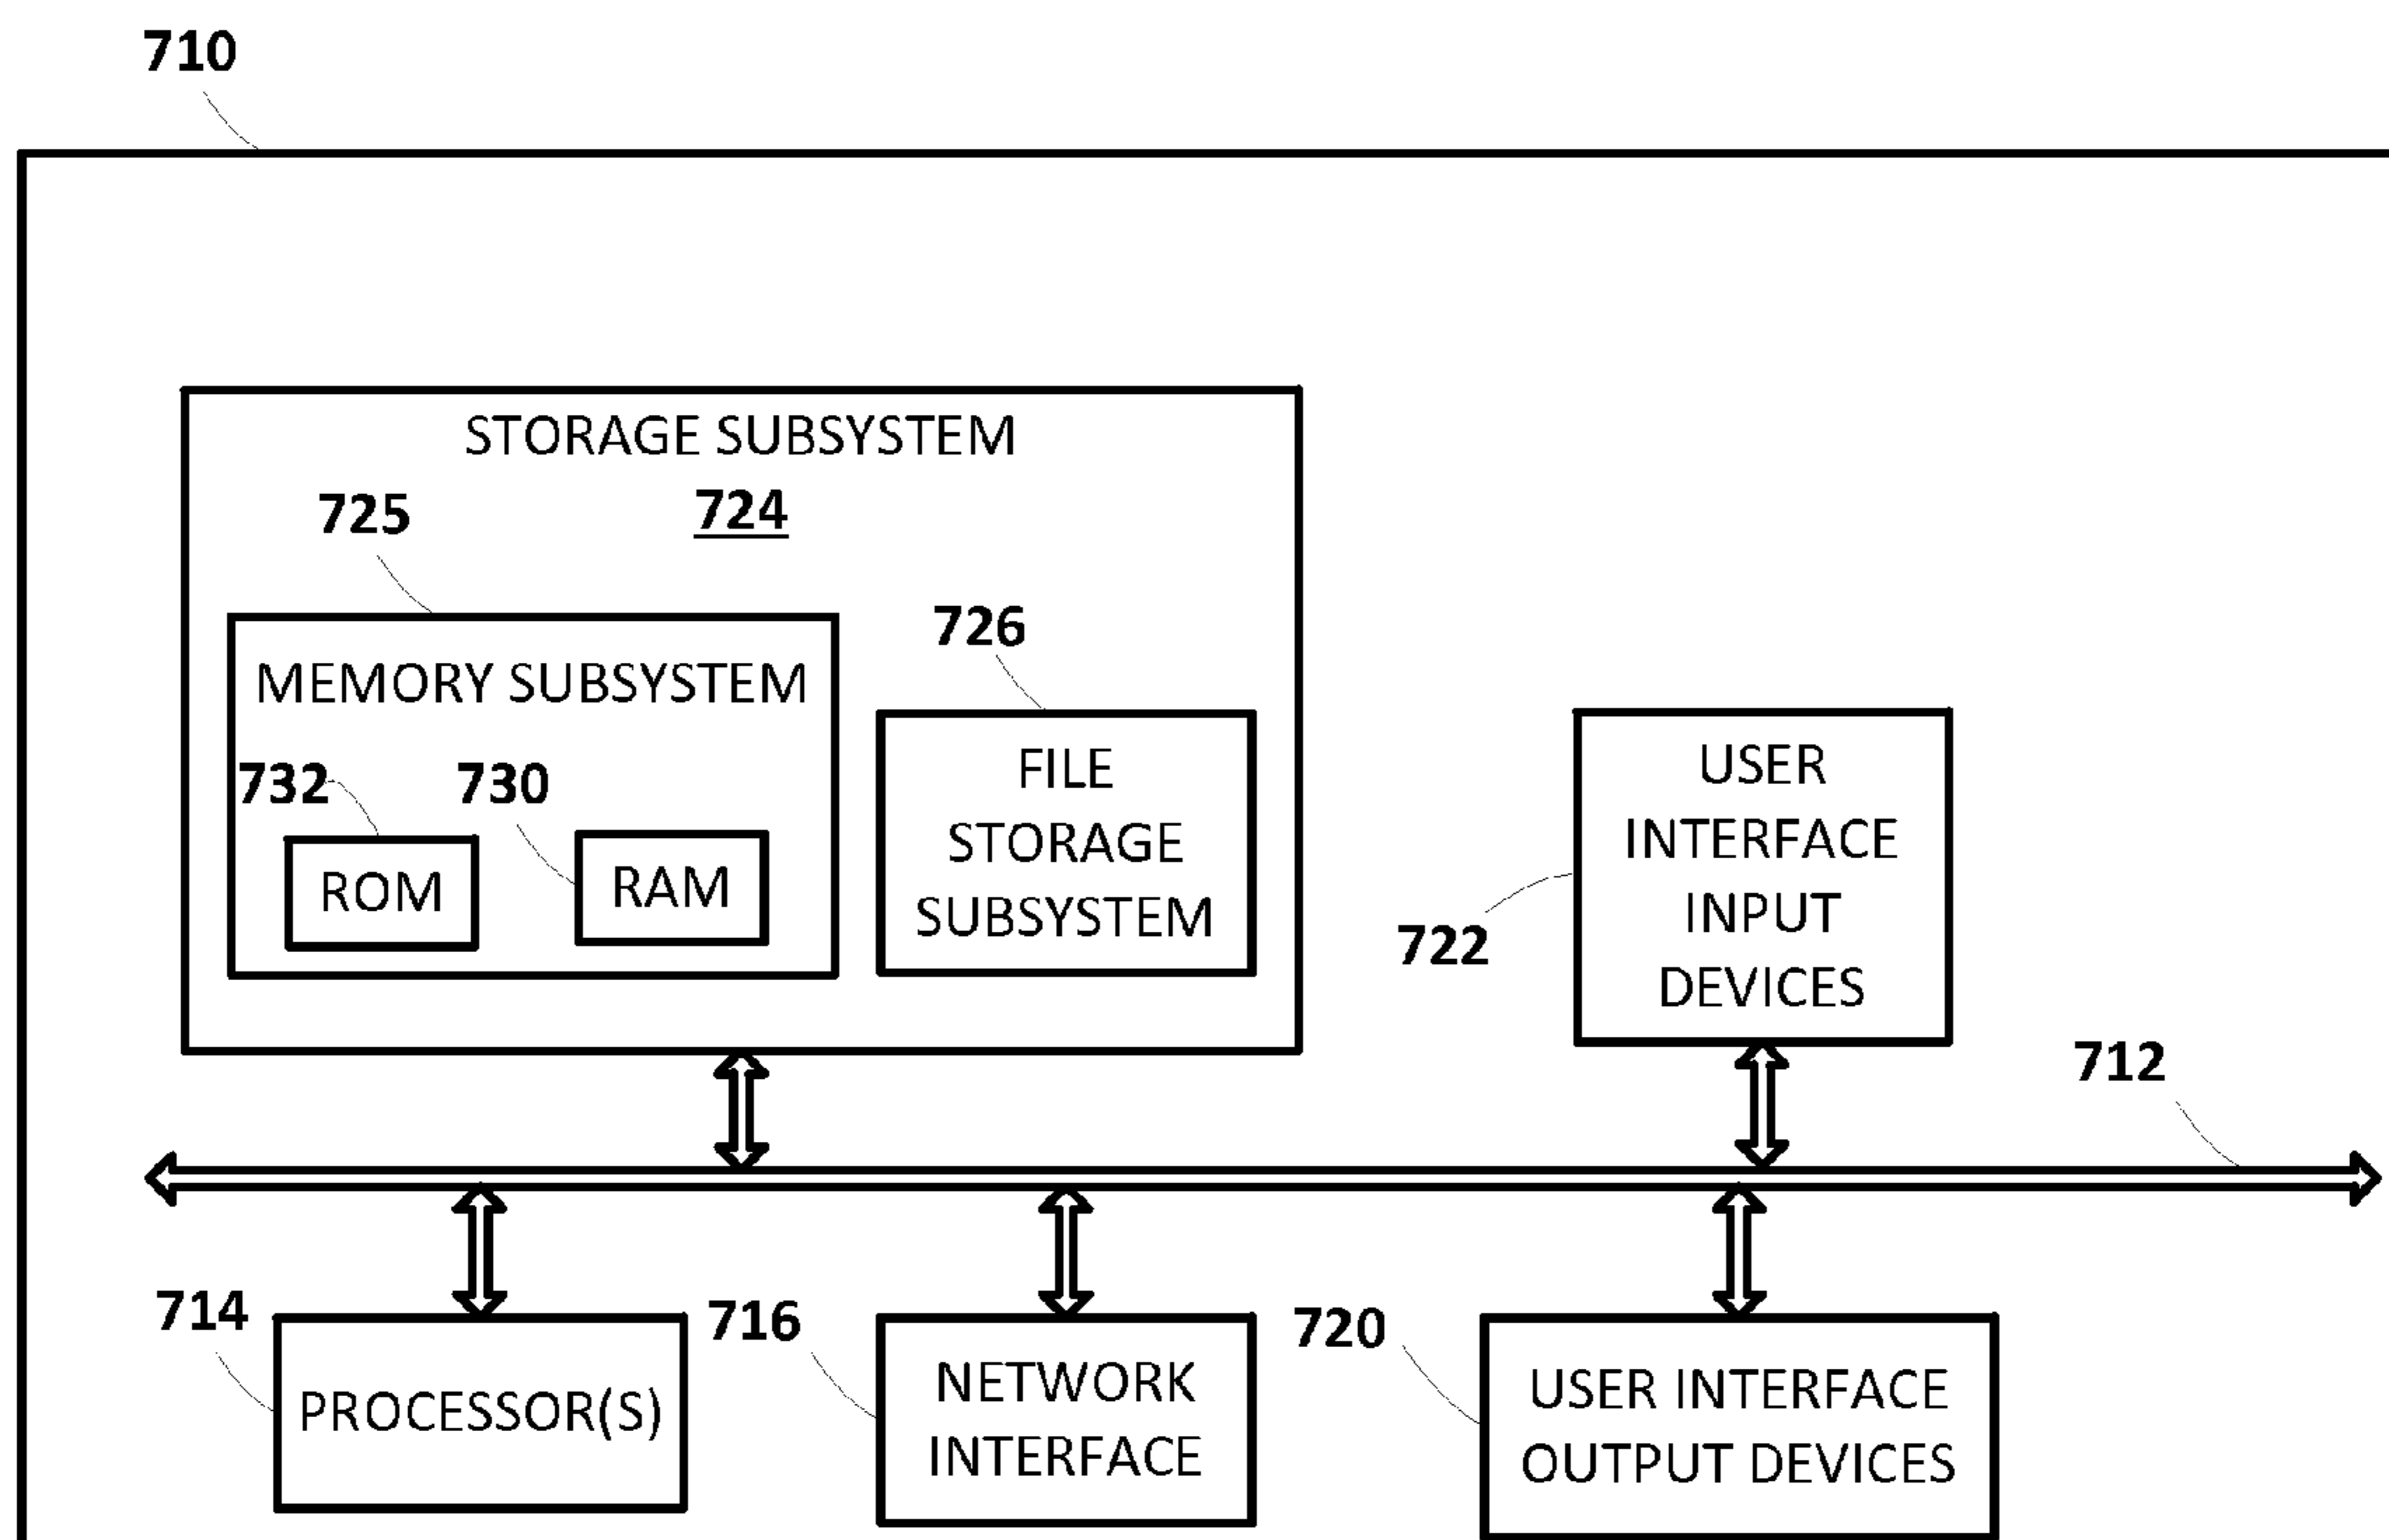 710
STORAGE SUBSYSTEM
725
724
726
MEMORY SUBSYSTEM
732
730
ROM
RAM
FILE
STORAGE
SUBSYSTEM
USER
INTERFACE
INPUT
DEVICES
722
712
714
PROCESSOR(S)
716
NETWORK
INTERFACE
720
USER INTERFACE
OUTPUT DEVICES